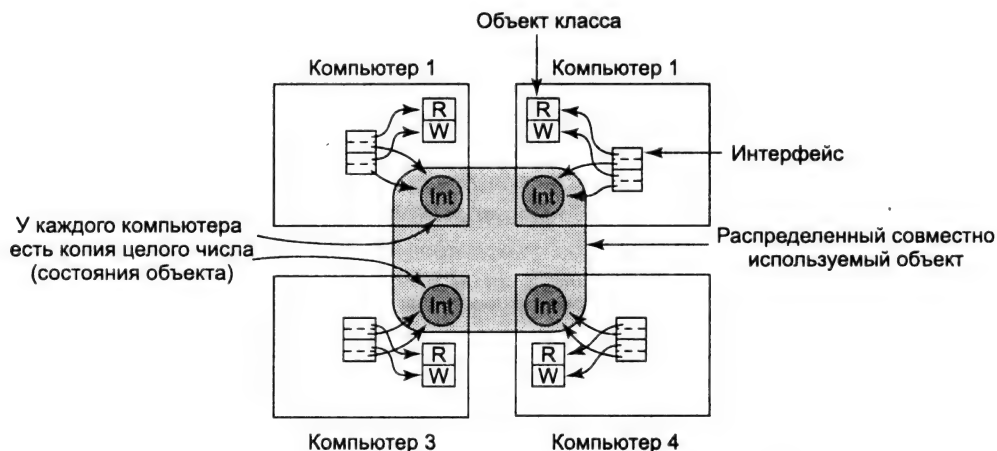 Объект класса
Компьютер 1
Компьютер 1
R
W
R
W
Интерфейс
Int
Int
У каждого компьютера
есть копия целого числа
(состояния объекта)
Распределенный совместно
используемый объект
Int
Int
R
W
R
W
Компьютер 3
Компьютер 4